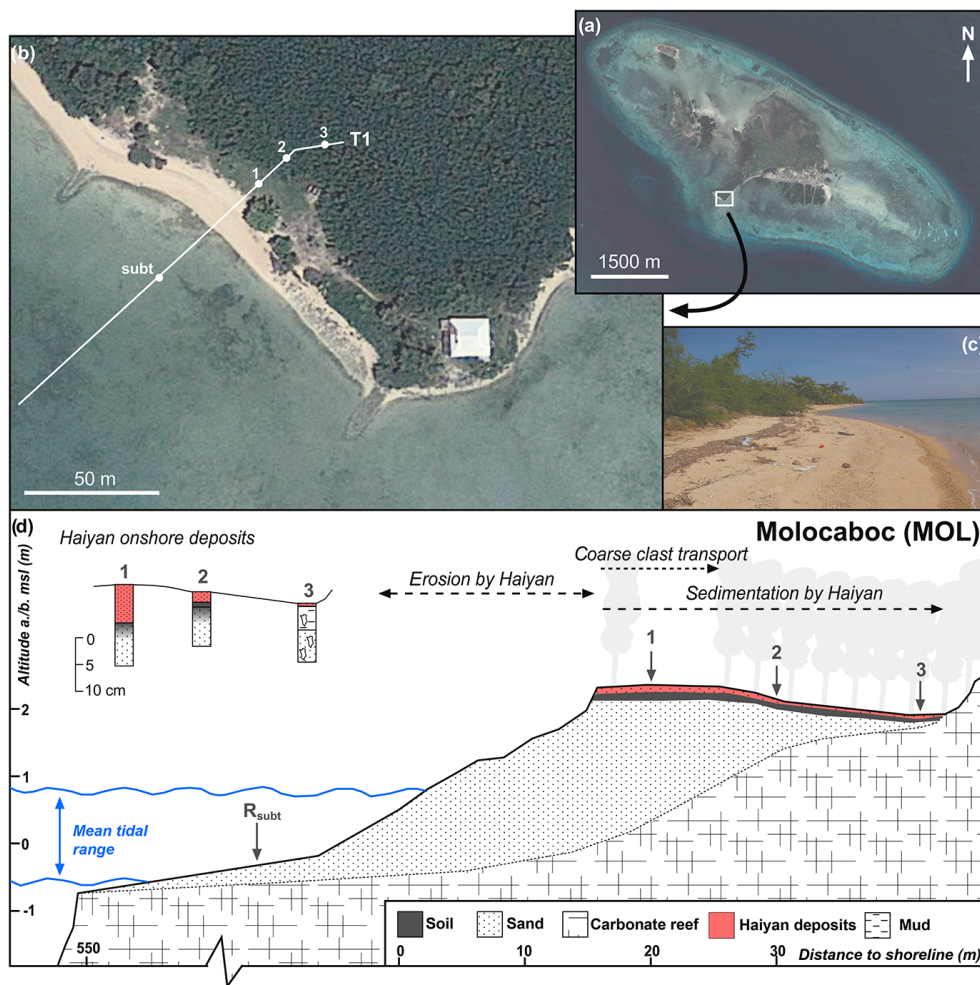 (a)
N
1500 m
(b)
T1
3
2
1
subt
50 m
(c)
(d)
Molocaboc (MOL)
Altitude a./b. msl (m)
Haiyan onshore deposits
1
2
3
0
5
10 cm
Coarse clast transport
Erosion by Haiyan
Sedimentation by Haiyan
1
2
3
2
1
0
-1
Mean tidal
range
Rsubt
550
Soil
Sand
Carbonate reef
Haiyan deposits
Mud
0
10
20
30
Distance to shoreline (m)